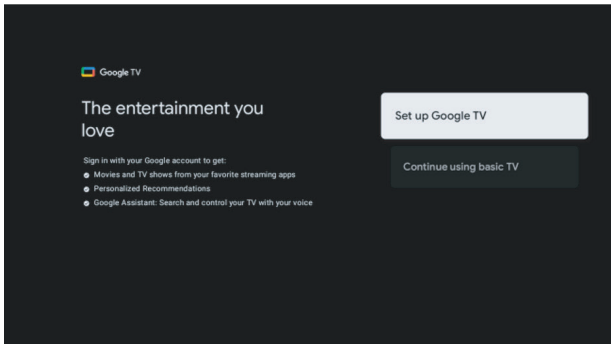 Google TV
The entertainment you
love
Sign in with your Google account to get:
Movies and TV shows from your favorite streaming apps
Personalized Recommendations
Google Assistant: Search and control your TV with your voice
Set up Google TV
Continue using basic TV